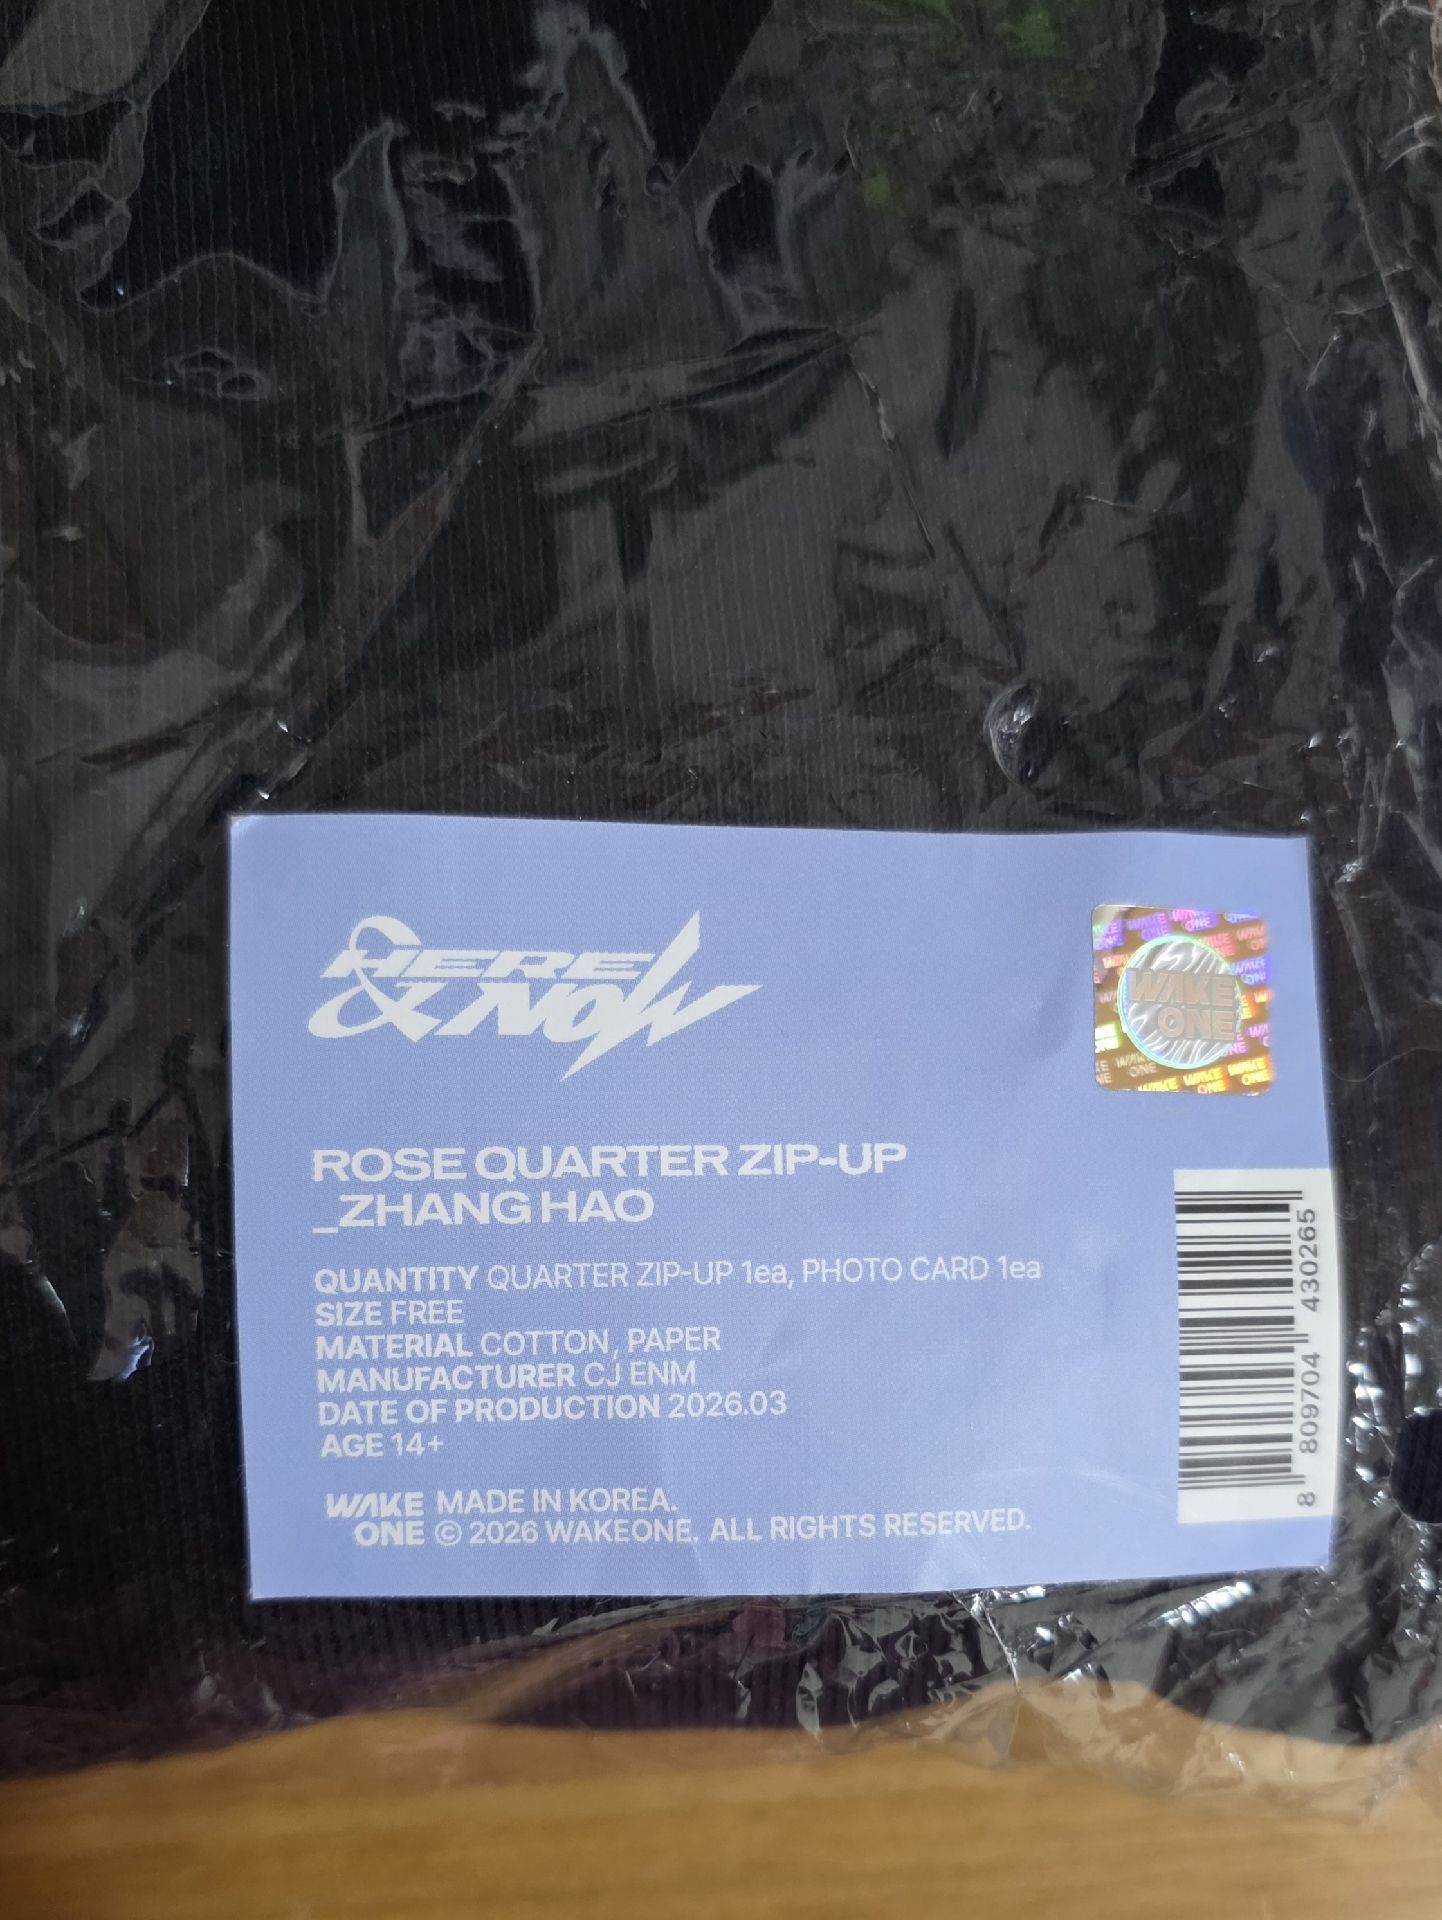 HERE
& NOW
WAKE
ONE
ROSE QUARTER ZIP-UP
_ZHANG HAO
QUANTITY QUARTER ZIP-UP 1ea, PHOTO CARD 1ea
SIZE FREE
MATERIAL COTTON, PAPER
MANUFACTURER CJ ENM
DATE OF PRODUCTION 2026.03
AGE 14+
WAKE MADE IN KOREA.
ONE © 2026 WAKEONE. ALL RIGHTS RESERVED.
8 809704 430265